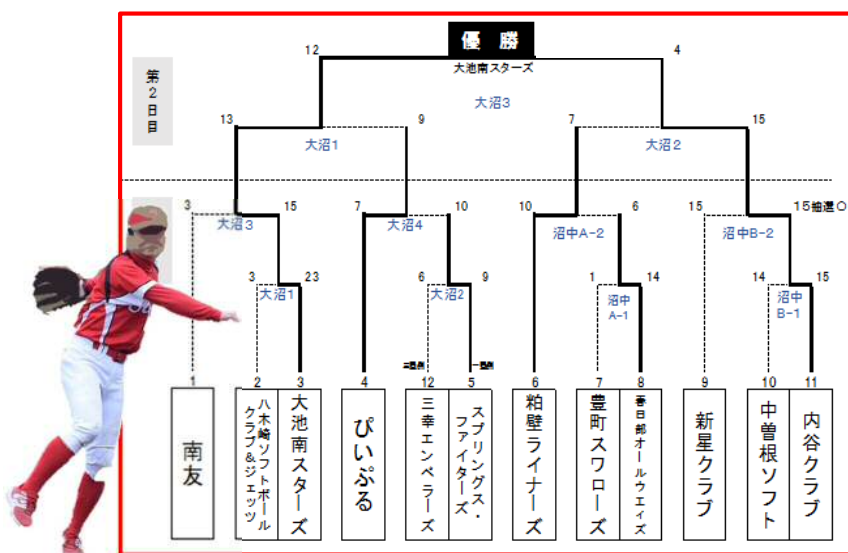 優 勝
12
4
大池南スターズ
第2日目
大沼3
13
9
7
15
大沼1
大沼2
3
15
7
10
10
6
15
15抽選〇
大沼3
大沼4
沼中A-2
沼中B-2
3
23
6
9
1
14
14
15
大沼1
大沼2
沼中
A-1
沼中
B-1
三塁側
一塁側
1
2
3
4
12
5
6
7
8
9
10
11
南友
八木崎ソフトボール
クラブ&ジェッツ
大池南スターズ
ぴいぷる
三幸エンペラーズ
スプリングス・
ファイターズ
粕壁ライナーズ
豊町スワローズ
春日部オールウエイズ
新星クラブ
中曽根ソフト
内谷クラブ